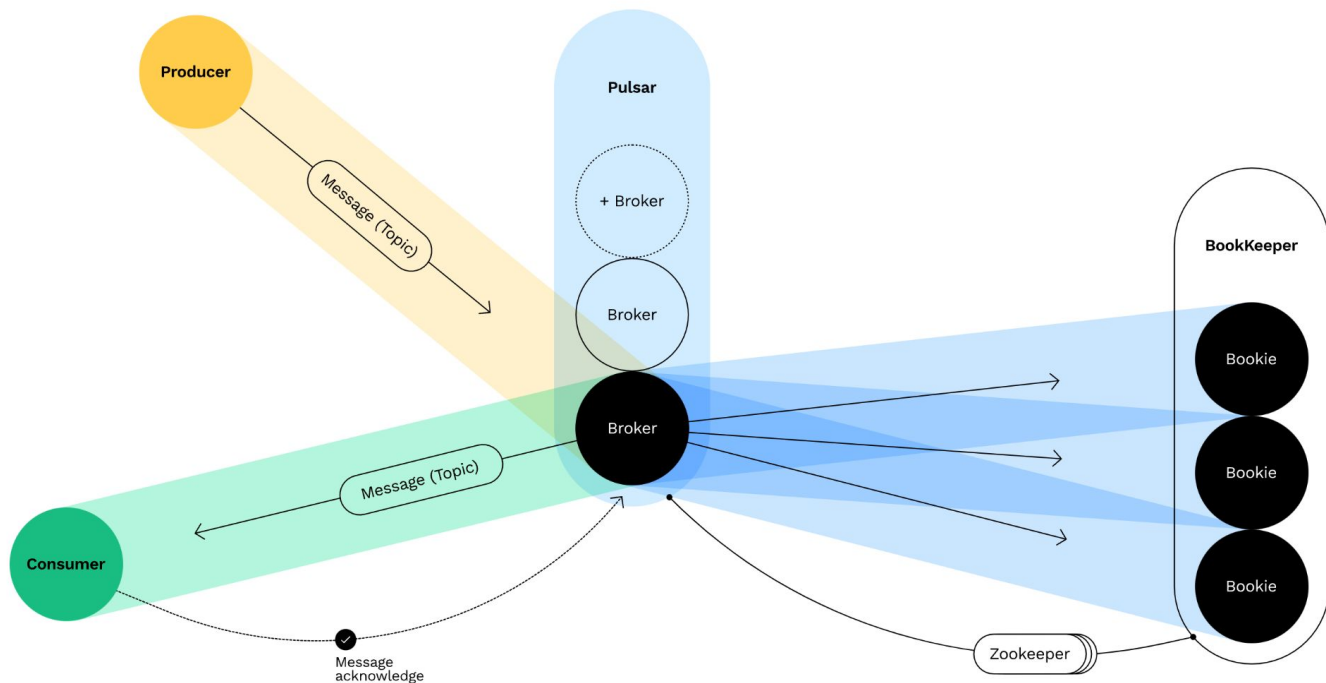 Producer
Pulsar
Message (Topic)
+ Broker
BookKeeper
Broker
Bookie
Broker
Message (Topic)
Bookie
Consumer
Bookie
Zookeeper
Message
acknowledge